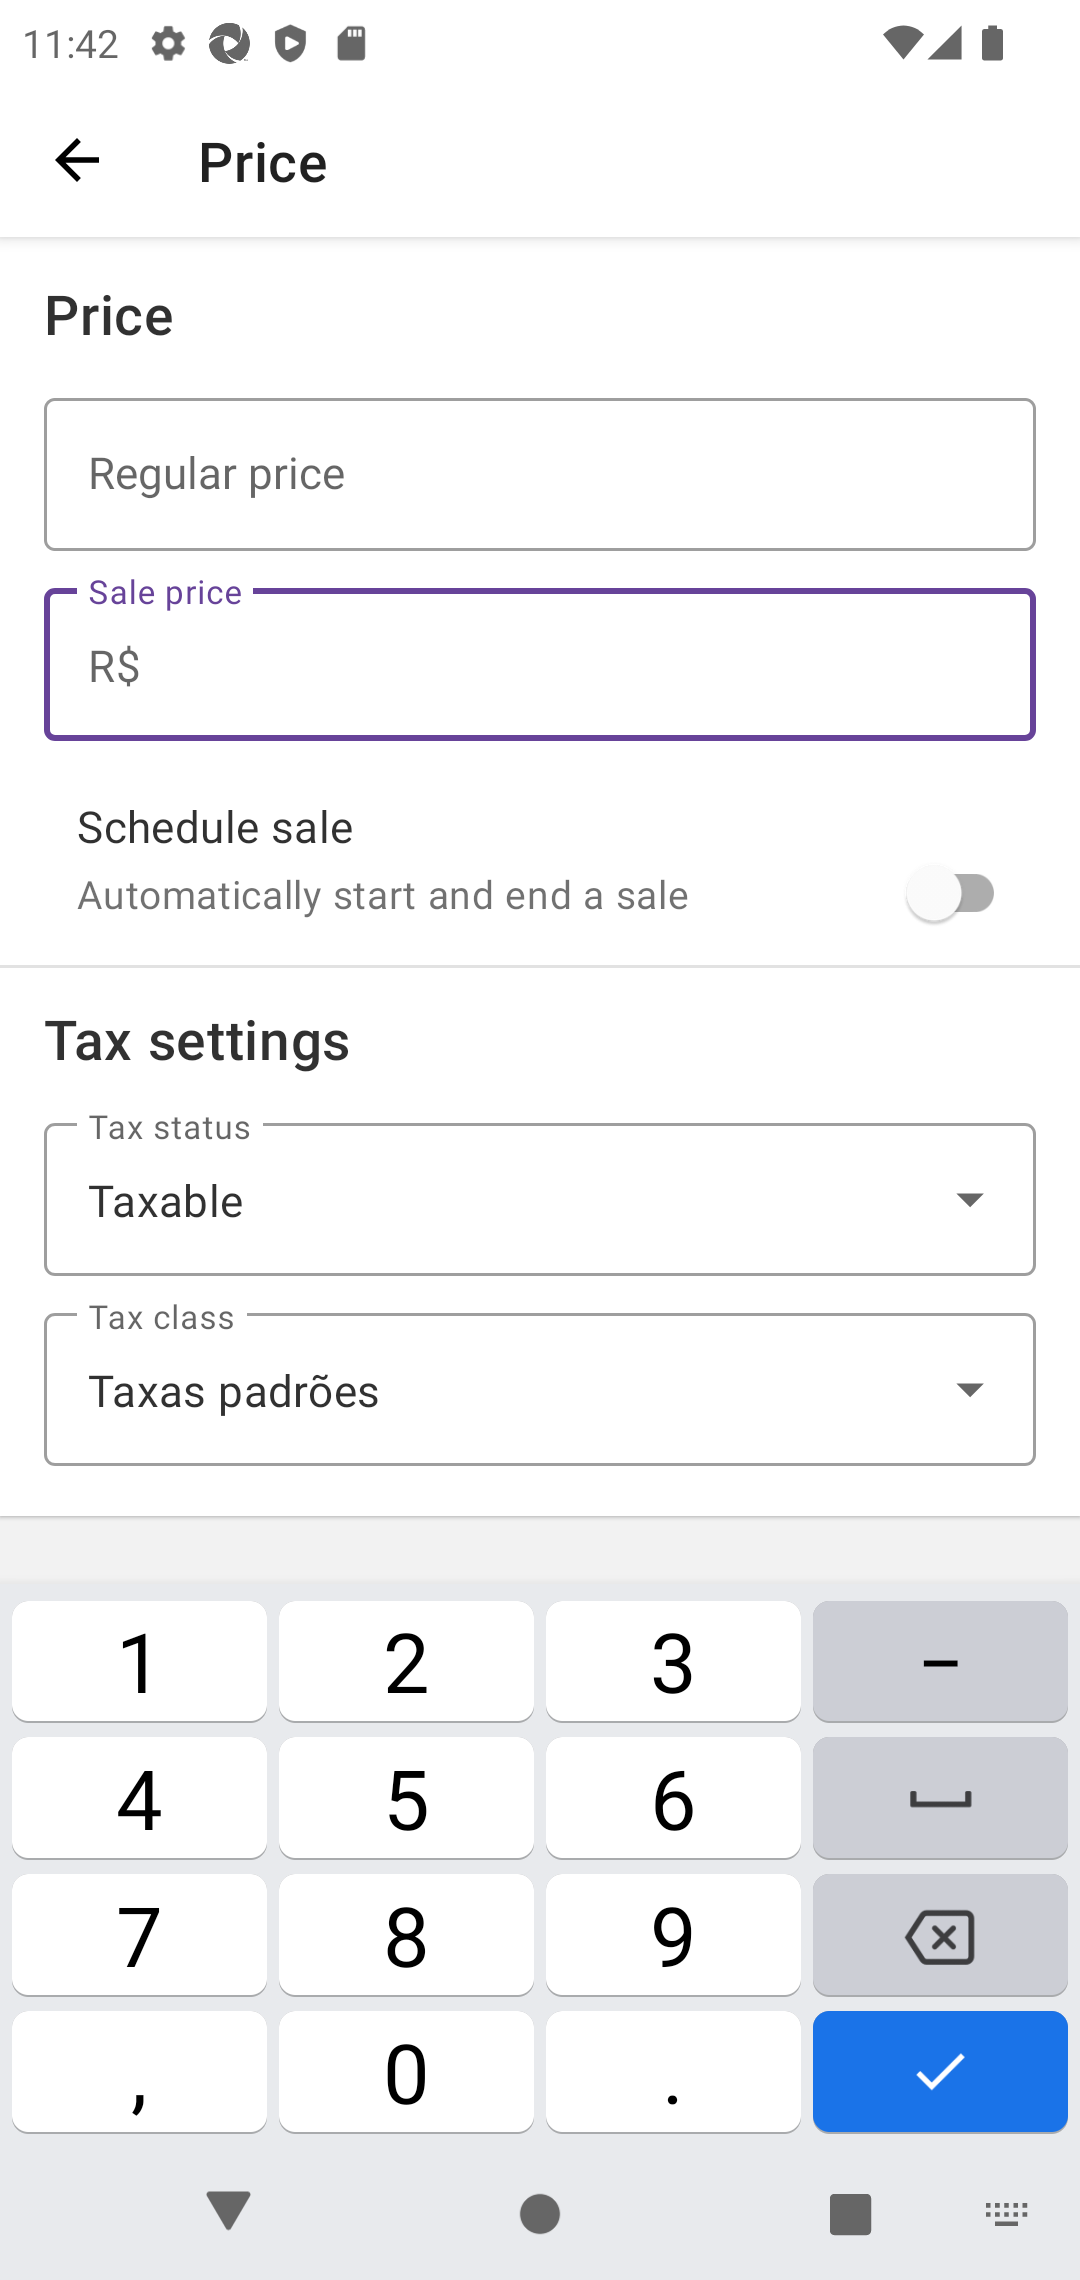 11:42
Price
Price
Regular price
Sale price
R$
Schedule sale
Automatically start and end a sale
Tax settings
Tax status
Taxable
Tax class
Taxas padrões
1 2 3 –
4 5 6
7 8 9
, 0 .